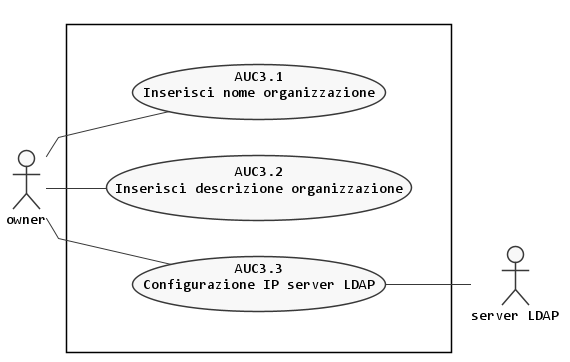 AUC3.1
Inserisci nome organizzazione
AUC3.2
Inserisci descrizione organizzazione
owner
AUC3.3
Configurazione IP server LDAP
server LDAP